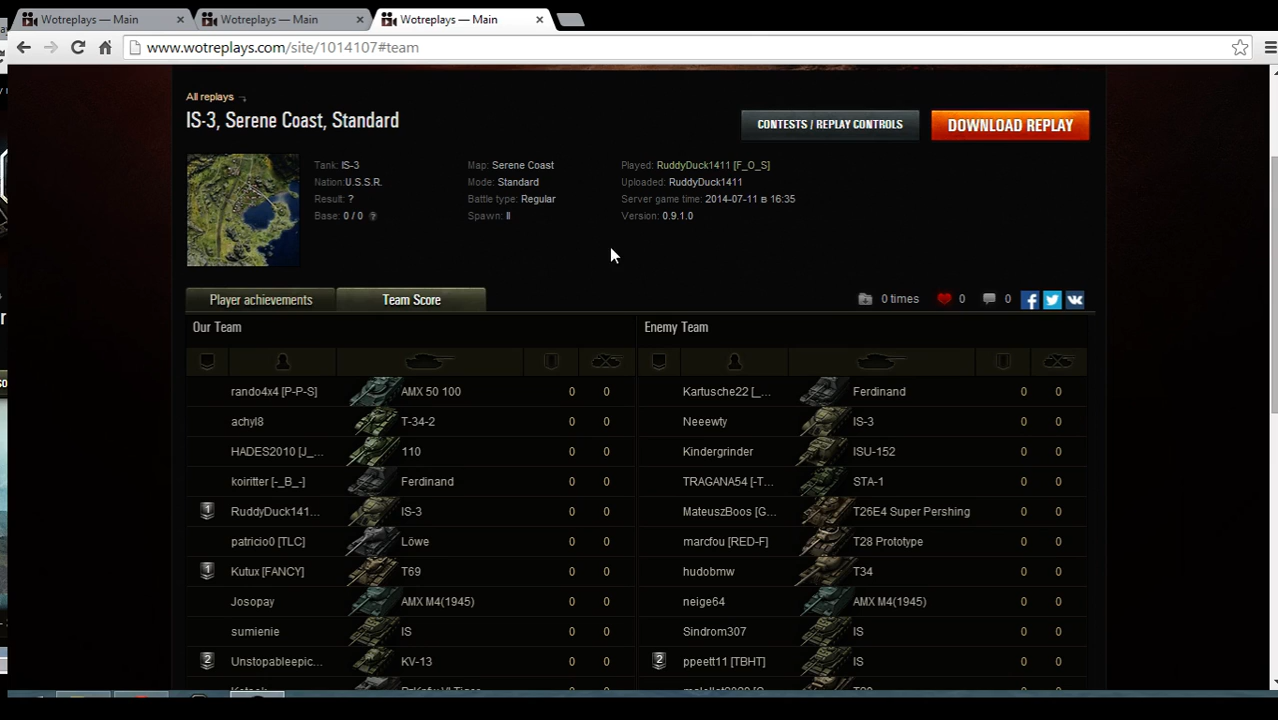 Wotreplays — Main
Wotreplays — Main
Wotreplays — Main
www.wotreplays.com/site/1014107#team
All replays
IS-3, Serene Coast, Standard
CONTESTS / REPLAY CONTROLS
DOWNLOAD REPLAY
Tank: IS-3
Nation: U.S.S.R.
Result: ?
Base: 0 / 0 ?
Map: Serene Coast
Mode: Standard
Battle type: Regular
Spawn: II
Played: RuddyDuck1411 [F_O_S]
Uploaded: RuddyDuck1411
Server game time: 2014-07-11 в 16:35
Version: 0.9.1.0
Player achievements
Team Score
0 times
0
0
Our Team
Enemy Team
rando4x4 [P-P-S] AMX 50 100 0 0
Kartusche22 [_... Ferdinand 0 0
achyl8 T-34-2 0 0
Neeewty IS-3 0 0
HADES2010 [J_... 110 0 0
Kindergrinder ISU-152 0 0
koiritter [-_B_-] Ferdinand 0 0
TRAGANA54 [-T... STA-1 0 0
1 RuddyDuck141... IS-3 0 0
MateuszBoos [G... T26E4 Super Pershing 0 0
patricio0 [TLC] Löwe 0 0
marcfou [RED-F] T28 Prototype 0 0
1 Kutux [FANCY] T69 0 0
hudobmw T34 0 0
Josopay AMX M4(1945) 0 0
neige64 AMX M4(1945) 0 0
sumienie IS 0 0
Sindrom307 IS 0 0
2 Unstopableepic... KV-13 0 0
2 ppeett11 [TBHT] IS 0 0